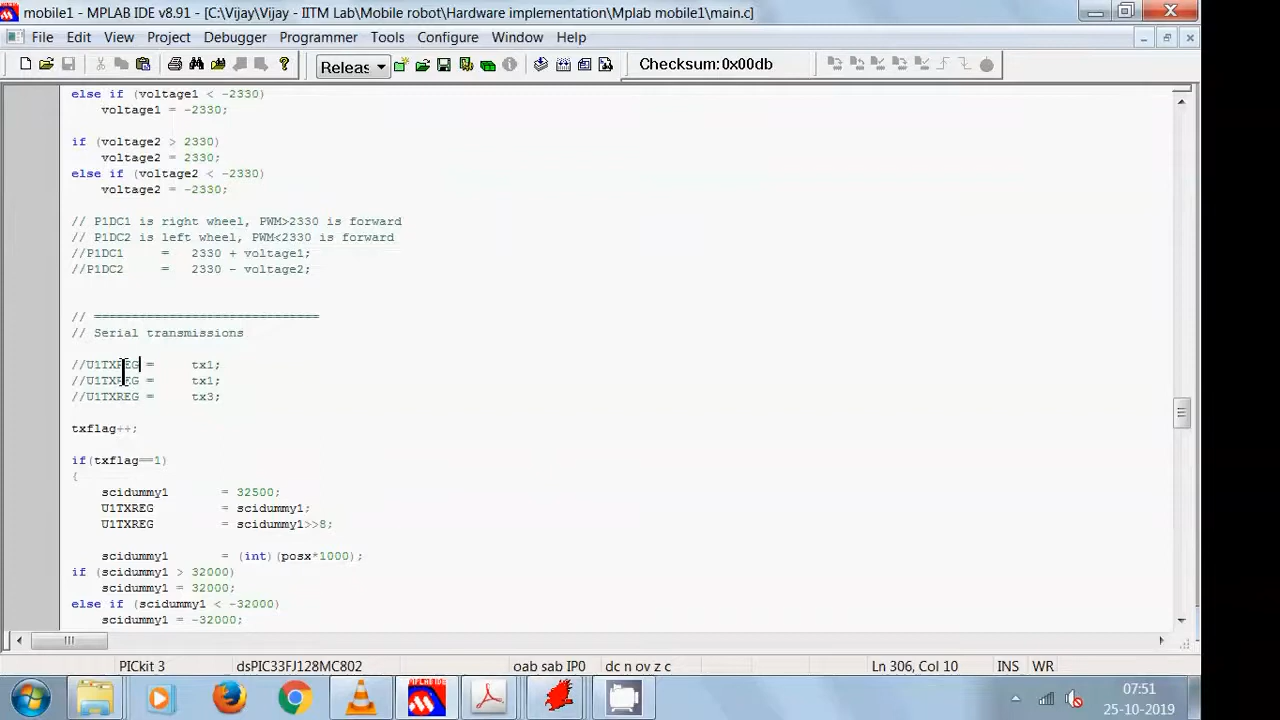 mobile1 - MPLAB IDE v8.91 - [C:\Vijay\Vijay - IITM Lab\Mobile robot\Hardware implementation\Mplab mobile1\main.c]
File Edit View Project Debugger Programmer Tools Configure Window Help
Releas Checksum: 0x00db
else if (voltage1 < -2330)
voltage1 = -2330;
if (voltage2 > 2330)
voltage2 = 2330;
else if (voltage2 < -2330)
voltage2 = -2330;
// P1DC1 is right wheel, PWM>2330 is forward
// P1DC2 is left wheel, PWM<2330 is forward
//P1DC1 = 2330 + voltage1;
//P1DC2 = 2330 - voltage2;
// ==============================
// Serial transmissions
//U1TXREG = tx1;
//U1TXREG = tx1;
//U1TXREG = tx3;
txflag++;
if(txflag==1)
{
scidummy1 = 32500;
U1TXREG = scidummy1;
U1TXREG = scidummy1>>8;
scidummy1 = (int)(posx*1000);
if (scidummy1 > 32000)
scidummy1 = 32000;
else if (scidummy1 < -32000)
scidummy1 = -32000;
PICkit 3 dsPIC33FJ128MC802 oab sab IP0 dc n ov z c Ln 306, Col 10 INS WR
07:51
25-10-2019